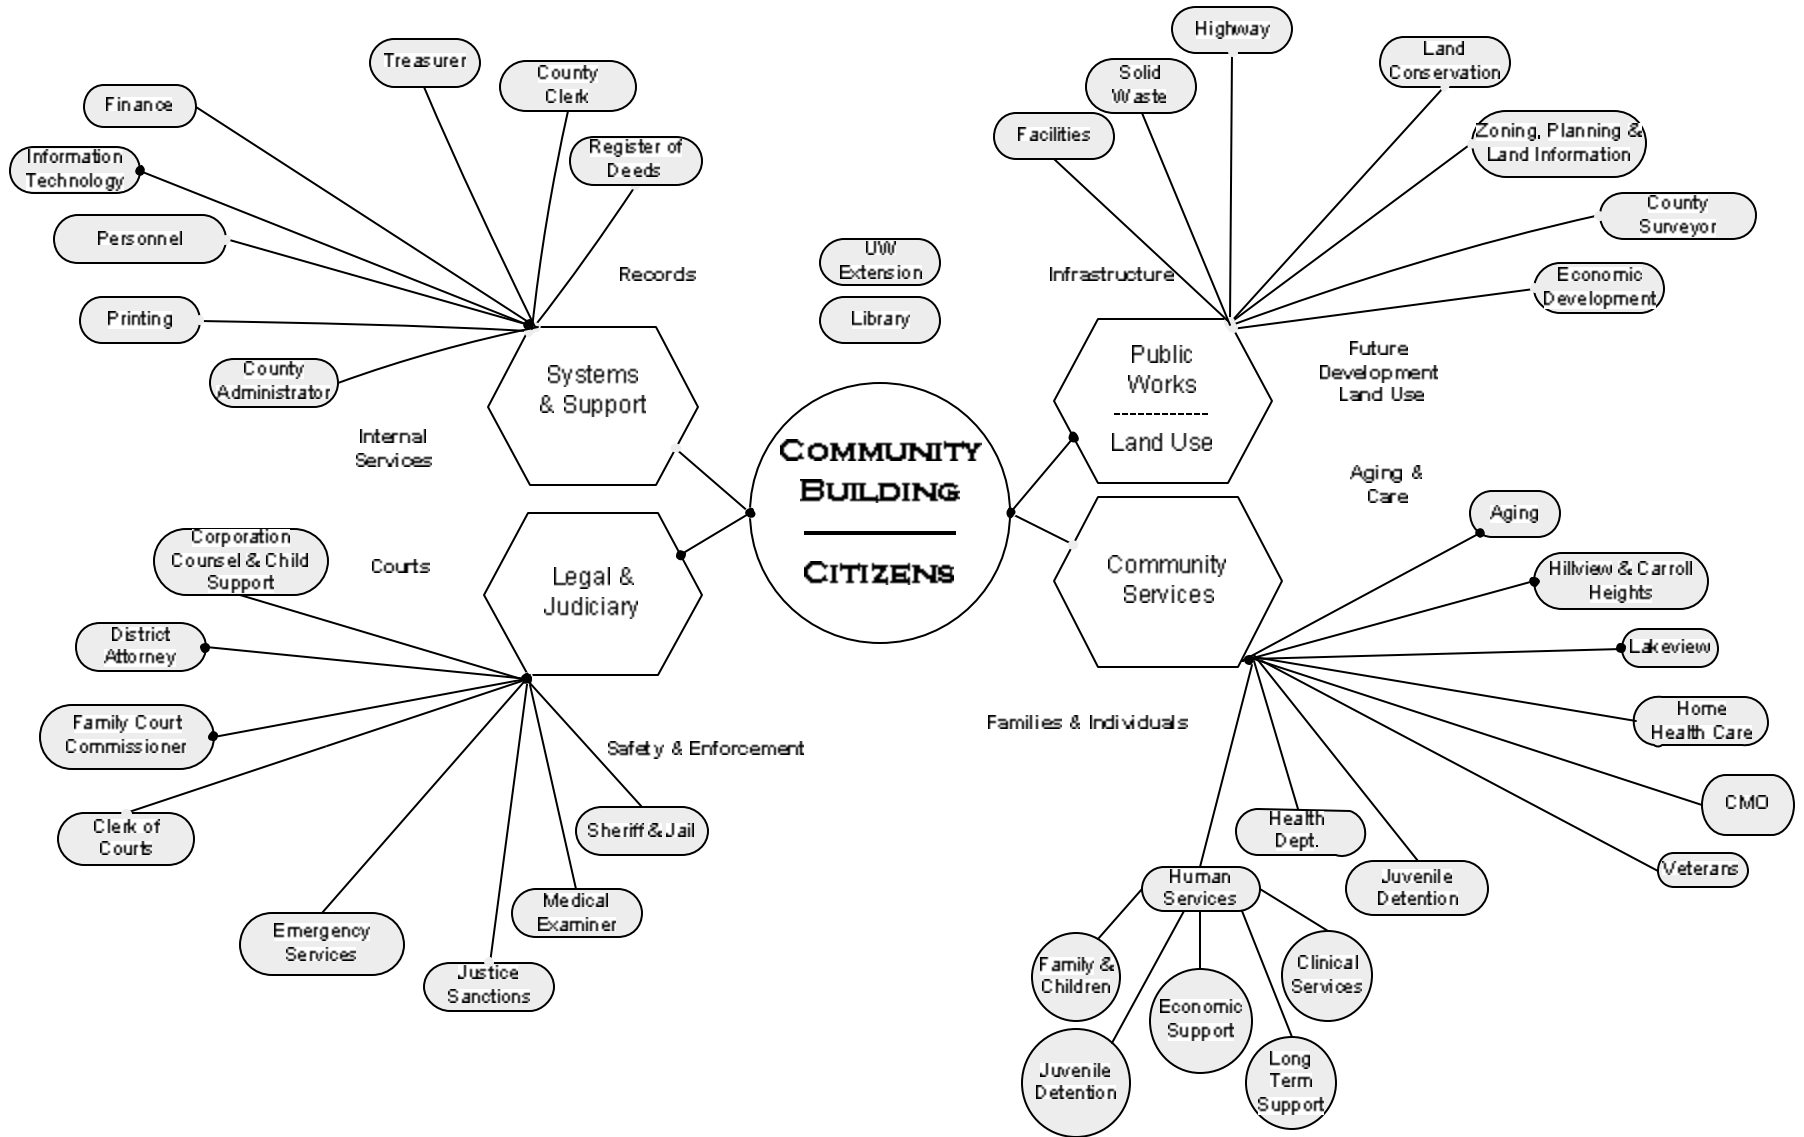 Treasurer
County
Clerk
Finance
Information
Technology
Register of
Deeds
Personnel
Printing
County
Administrator
Records
Internal
Services
Systems
& Support
UW
Extension
Library
Highway
Solid
Waste
Facilities
Land
Conservation
Zoning, Planning &
Land Information
County
Surveyor
Economic
Development
Infrastructure
Future
Development
Land Use
Public
Works
----------
Land Use
COMMUNITY
BUILDING
CITIZENS
Courts
Corporation
Counsel & Child
Support
District
Attorney
Family Court
Commissioner
Clerk of
Courts
Legal &
Judiciary
Safety & Enforcement
Sheriff & Jail
Medical
Examiner
Emergency
Services
Justice
Sanctions
Community
Services
Aging &
Care
Aging
Hillview & Carroll
Heights
Lakeview
Home
Health Care
CMO
Veterans
Families & Individuals
Health
Dept.
Juvenile
Detention
Human
Services
Family &
Children
Clinical
Services
Economic
Support
Juvenile
Detention
Long
Term
Support